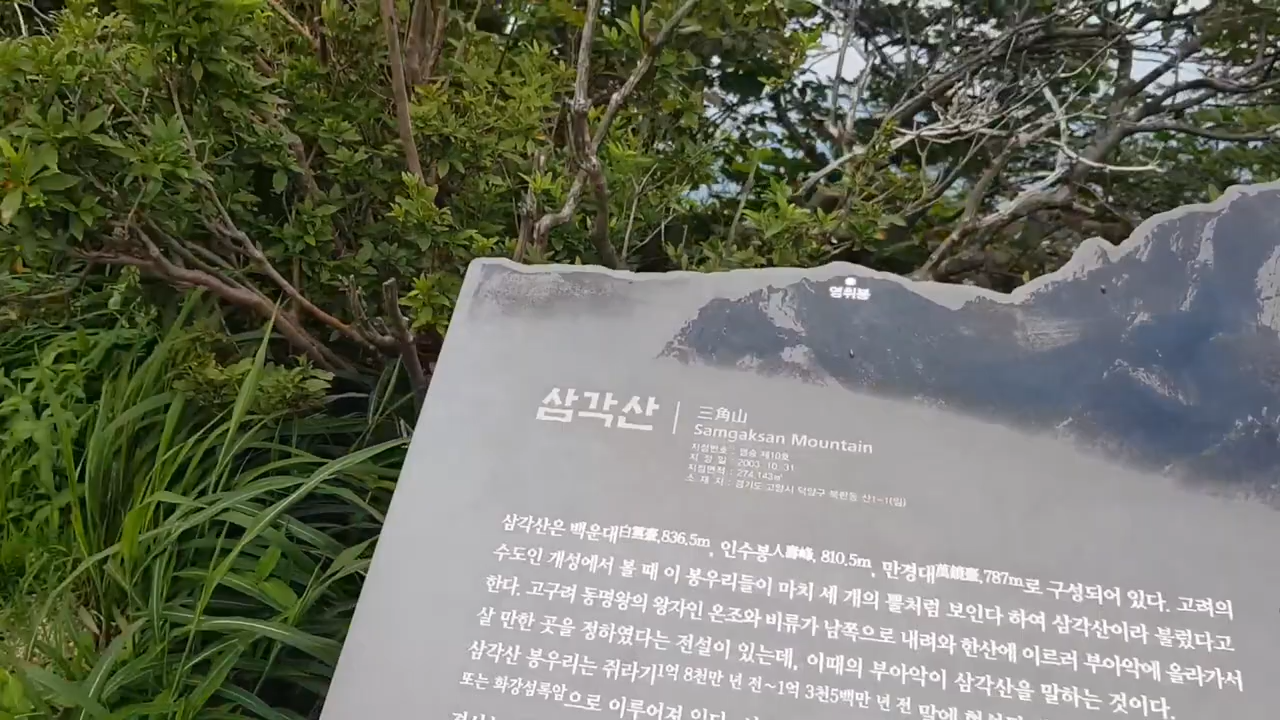 영취봉
삼각산
三角山
Samgaksan Mountain
지정번호 : 명승 제10호
지 정 일 : 2003. 10. 31
지정면적 : 274,143㎡
소 재 지 : 경기도 고양시 덕양구 북한동 산1-1(임)
삼각산은 백운대白雲臺,836.5m, 인수봉人壽峰, 810.5m, 만경대萬鏡臺,787m로 구성되어 있다. 고려의
수도인 개성에서 볼 때 이 봉우리들이 마치 세 개의 뿔처럼 보인다 하여 삼각산이라 불렀다고
한다. 고구려 동명왕의 왕자인 온조와 비류가 남쪽으로 내려와 한산에 이르러 부아악에 올라가서
살 만한 곳을 정하였다는 전설이 있는데, 이때의 부아악이 삼각산을 말하는 것이다.
삼각산 봉우리는 쥐라기1억 8천만 년 전~1억 3천5백만 년 전 말에
또는 화강섬록암으로 이루어져 있다.